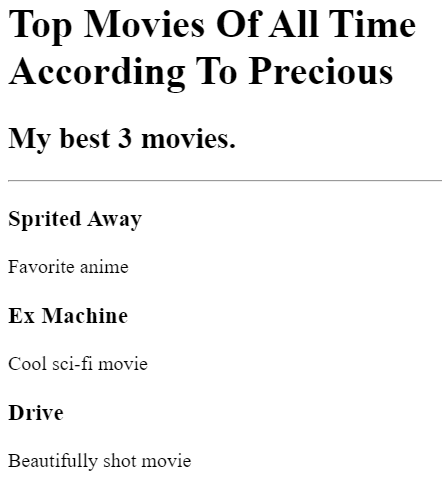 Top Movies Of All Time
According To Precious
My best 3 movies.
Sprited Away
Favorite anime
Ex Machine
Cool sci-fi movie
Drive
Beautifully shot movie